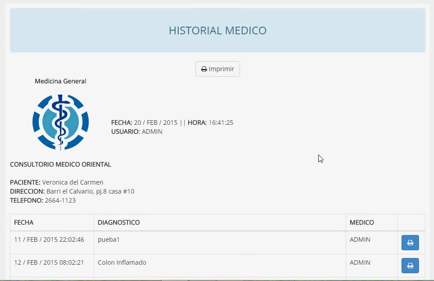 HISTORIAL MEDICO
Imprimir
Medicina General
FECHA: 20 / FEB / 2015 || HORA: 16:41:25
USUARIO: ADMIN
CONSULTORIO MEDICO ORIENTAL
PACIENTE: Veronica del Carmen
DIRECCION: Barri el Calvario, pj.8 casa #10
TELEFONO: 2664-1123
FECHA DIAGNOSTICO MEDICO
11 / FEB / 2015 22:02:46 pueba1 ADMIN
12 / FEB / 2015 08:02:21 Colon Inflamado ADMIN